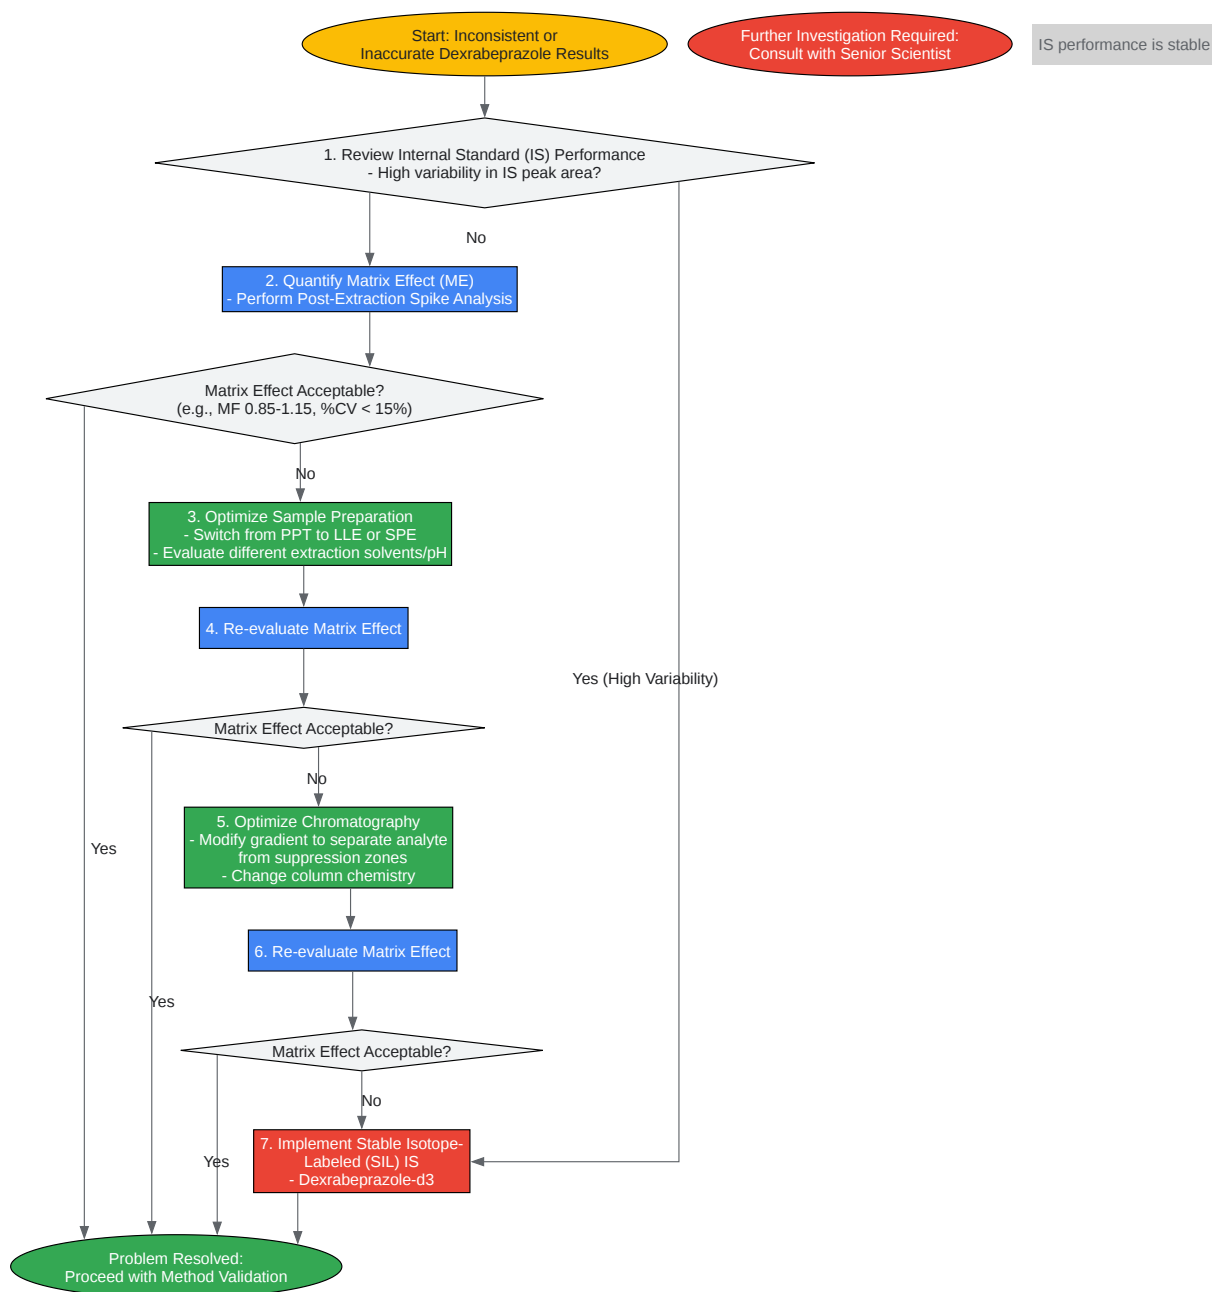 Start: Inconsistent or
Inaccurate Dexrabeprazole Results
Further Investigation Required:
Consult with Senior Scientist
IS performance is stable
1. Review Internal Standard (IS) Performance
- High variability in IS peak area?
No
2. Quantify Matrix Effect (ME)
- Perform Post-Extraction Spike Analysis
Matrix Effect Acceptable?
(e.g., MF 0.85-1.15, %CV < 15%)
No
3. Optimize Sample Preparation
- Switch from PPT to LLE or SPE
- Evaluate different extraction solvents/pH
4. Re-evaluate Matrix Effect
Yes (High Variability)
Matrix Effect Acceptable?
No
5. Optimize Chromatography
- Modify gradient to separate analyte
from suppression zones
- Change column chemistry
Yes
6. Re-evaluate Matrix Effect
Yes
Matrix Effect Acceptable?
No
7. Implement Stable Isotope-
Labeled (SIL) IS
- Dexrabeprazole-d3
Yes
Problem Resolved:
Proceed with Method Validation